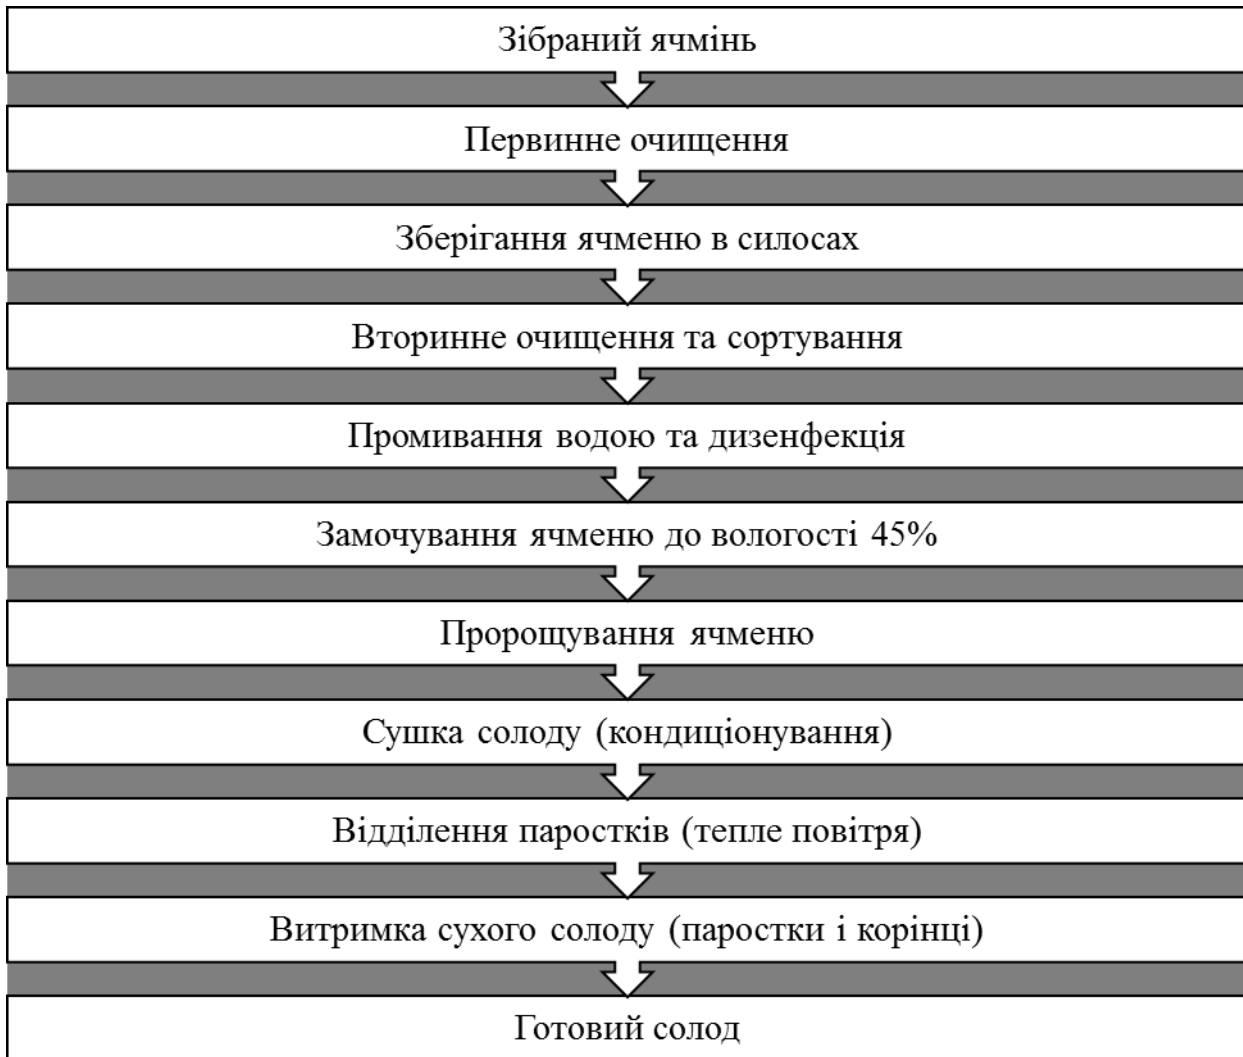 Зібраний ячмінь
Первинне очищення
Зберігання ячменю в силосах
Вторинне очищення та сортування
Промивання водою та дизенфекція
Замочування ячменю до вологості 45%
Пророщування ячменю
Сушка солоду (кондиціонування)
Відділення паростків (тепле повітря)
Витримка сухого солоду (паростки і корінці)
Готовий солод